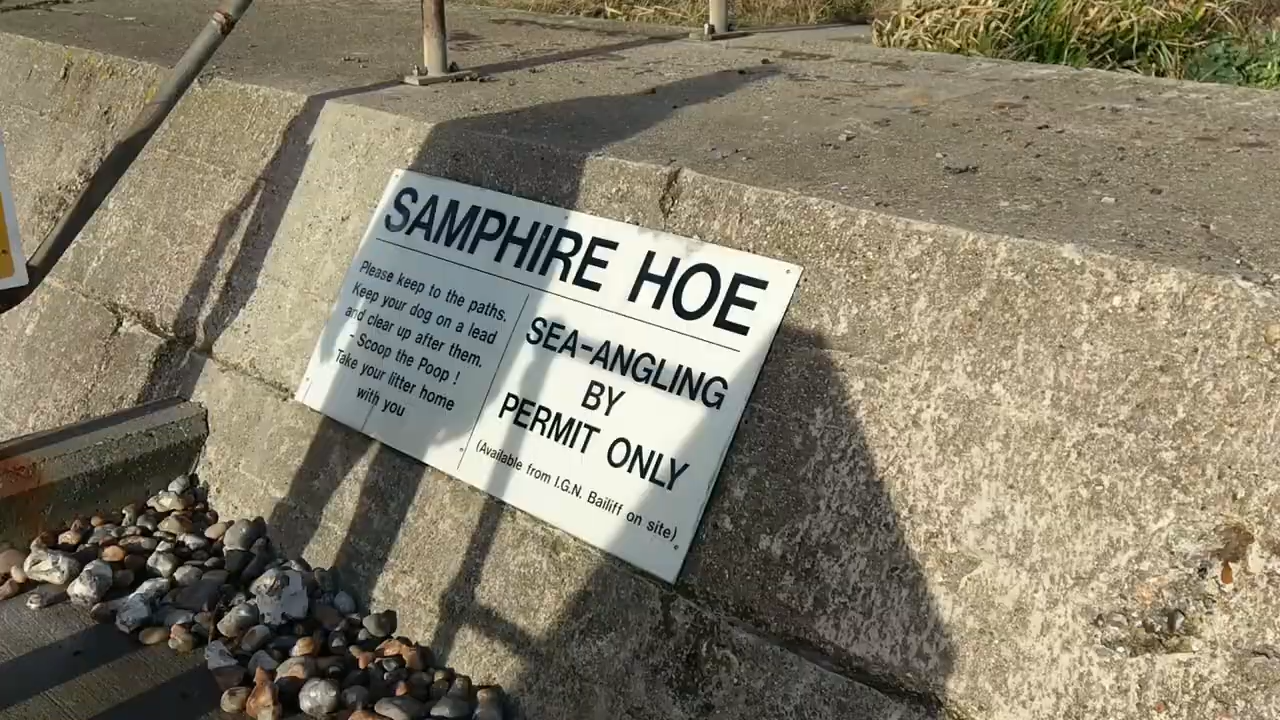 SAMPHIRE HOE
Please keep to the paths.
Keep your dog on a lead
and clear up after them.
- Scoop the Poop !
Take your litter home
with you
SEA-ANGLING
BY
PERMIT ONLY
(Available from I.G.N. Bailiff on site)